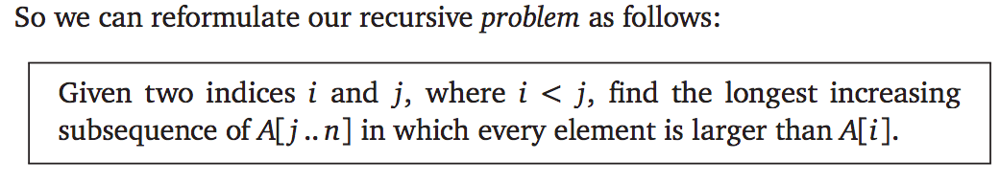 So we can reformulate our recursive problem as follows:
Given two indices i and j, where i < j, find the longest increasing
subsequence of A[j .. n] in which every element is larger than A[i].